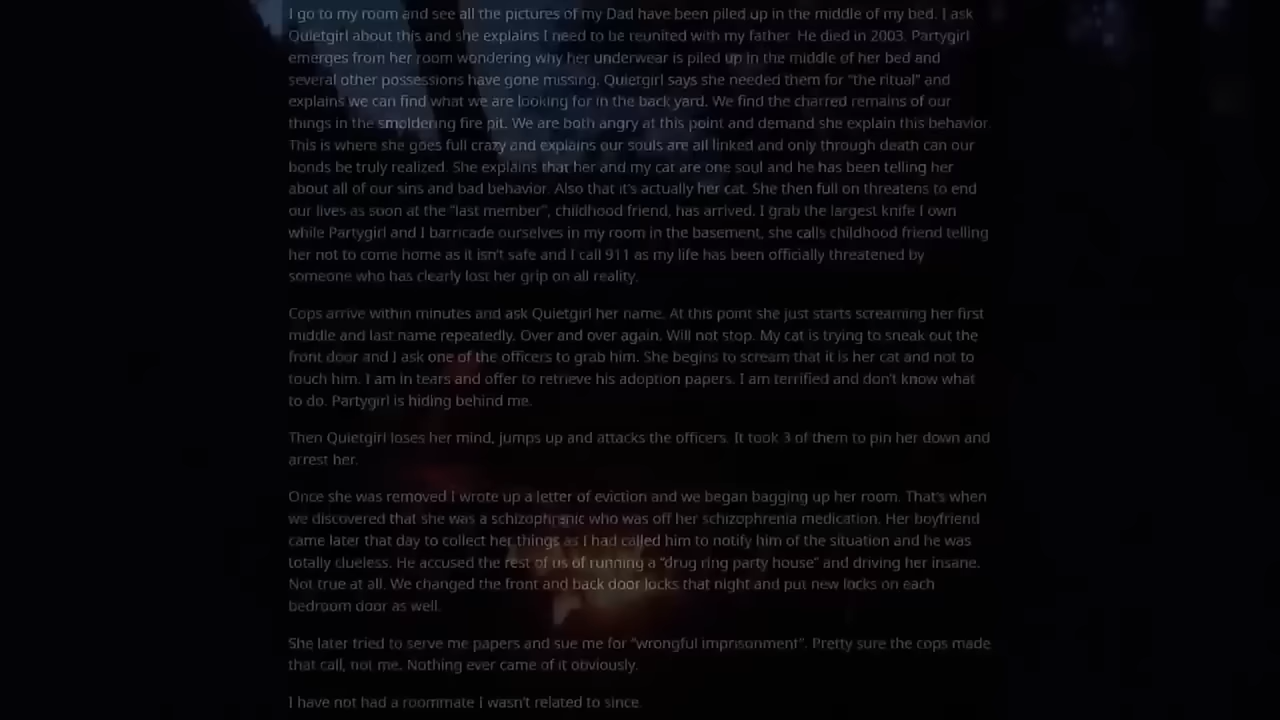 I go to my room and see all the pictures of my Dad have been piled up in the middle of my bed. I ask
Quietgirl about this and she explains I need to be reunited with my father. He died in 2003. Partygirl
emerges from her room wondering why her underwear is piled up in the middle of her bed and
several other possessions have gone missing. Quietgirl says she needed them for “the ritual” and
explains we can find what we are looking for in the back yard. We find the charred remains of our
things in the smoldering fire pit. We are both angry at this point and demand she explain this behavior.
This is where she goes full crazy and explains our souls are all linked and only through death can our
bonds be truly realized. She explains that her and my cat are one soul and he has been telling her
about all of our sins and bad behavior. Also that it’s actually her cat. She then full on threatens to end
our lives as soon at the “last member”, childhood friend, has arrived. I grab the largest knife I own
while Partygirl and I barricade ourselves in my room in the basement, she calls childhood friend telling
her not to come home as it isn’t safe and I call 911 as my life has been officially threatened by
someone who has clearly lost her grip on all reality.
Cops arrive within minutes and ask Quietgirl her name. At this point she just starts screaming her first
middle and last name repeatedly. Over and over again. Will not stop. My cat is trying to sneak out the
front door and I ask one of the officers to grab him. She begins to scream that it is her cat and not to
touch him. I am in tears and offer to retrieve his adoption papers. I am terrified and don’t know what
to do. Partygirl is hiding behind me.
Then Quietgirl loses her mind, jumps up and attacks the officers. It took 3 of them to pin her down and
arrest her.
Once she was removed I wrote up a letter of eviction and we began bagging up her room. That’s when
we discovered that she was a schizophranic who was off her schizophrenia medication. Her boyfriend
came later that day to collect her things as I had called him to notify him of the situation and he was
totally clueless. He accused the rest of us of running a “drug ring party house” and driving her insane.
Not true at all. We changed the front and back door locks that night and put new locks on each
bedroom door as well.
She later tried to serve me papers and sue me for “wrongful imprisonment”. Pretty sure the cops made
that call, not me. Nothing ever came of it obviously.
I have not had a roommate I wasn’t related to since.